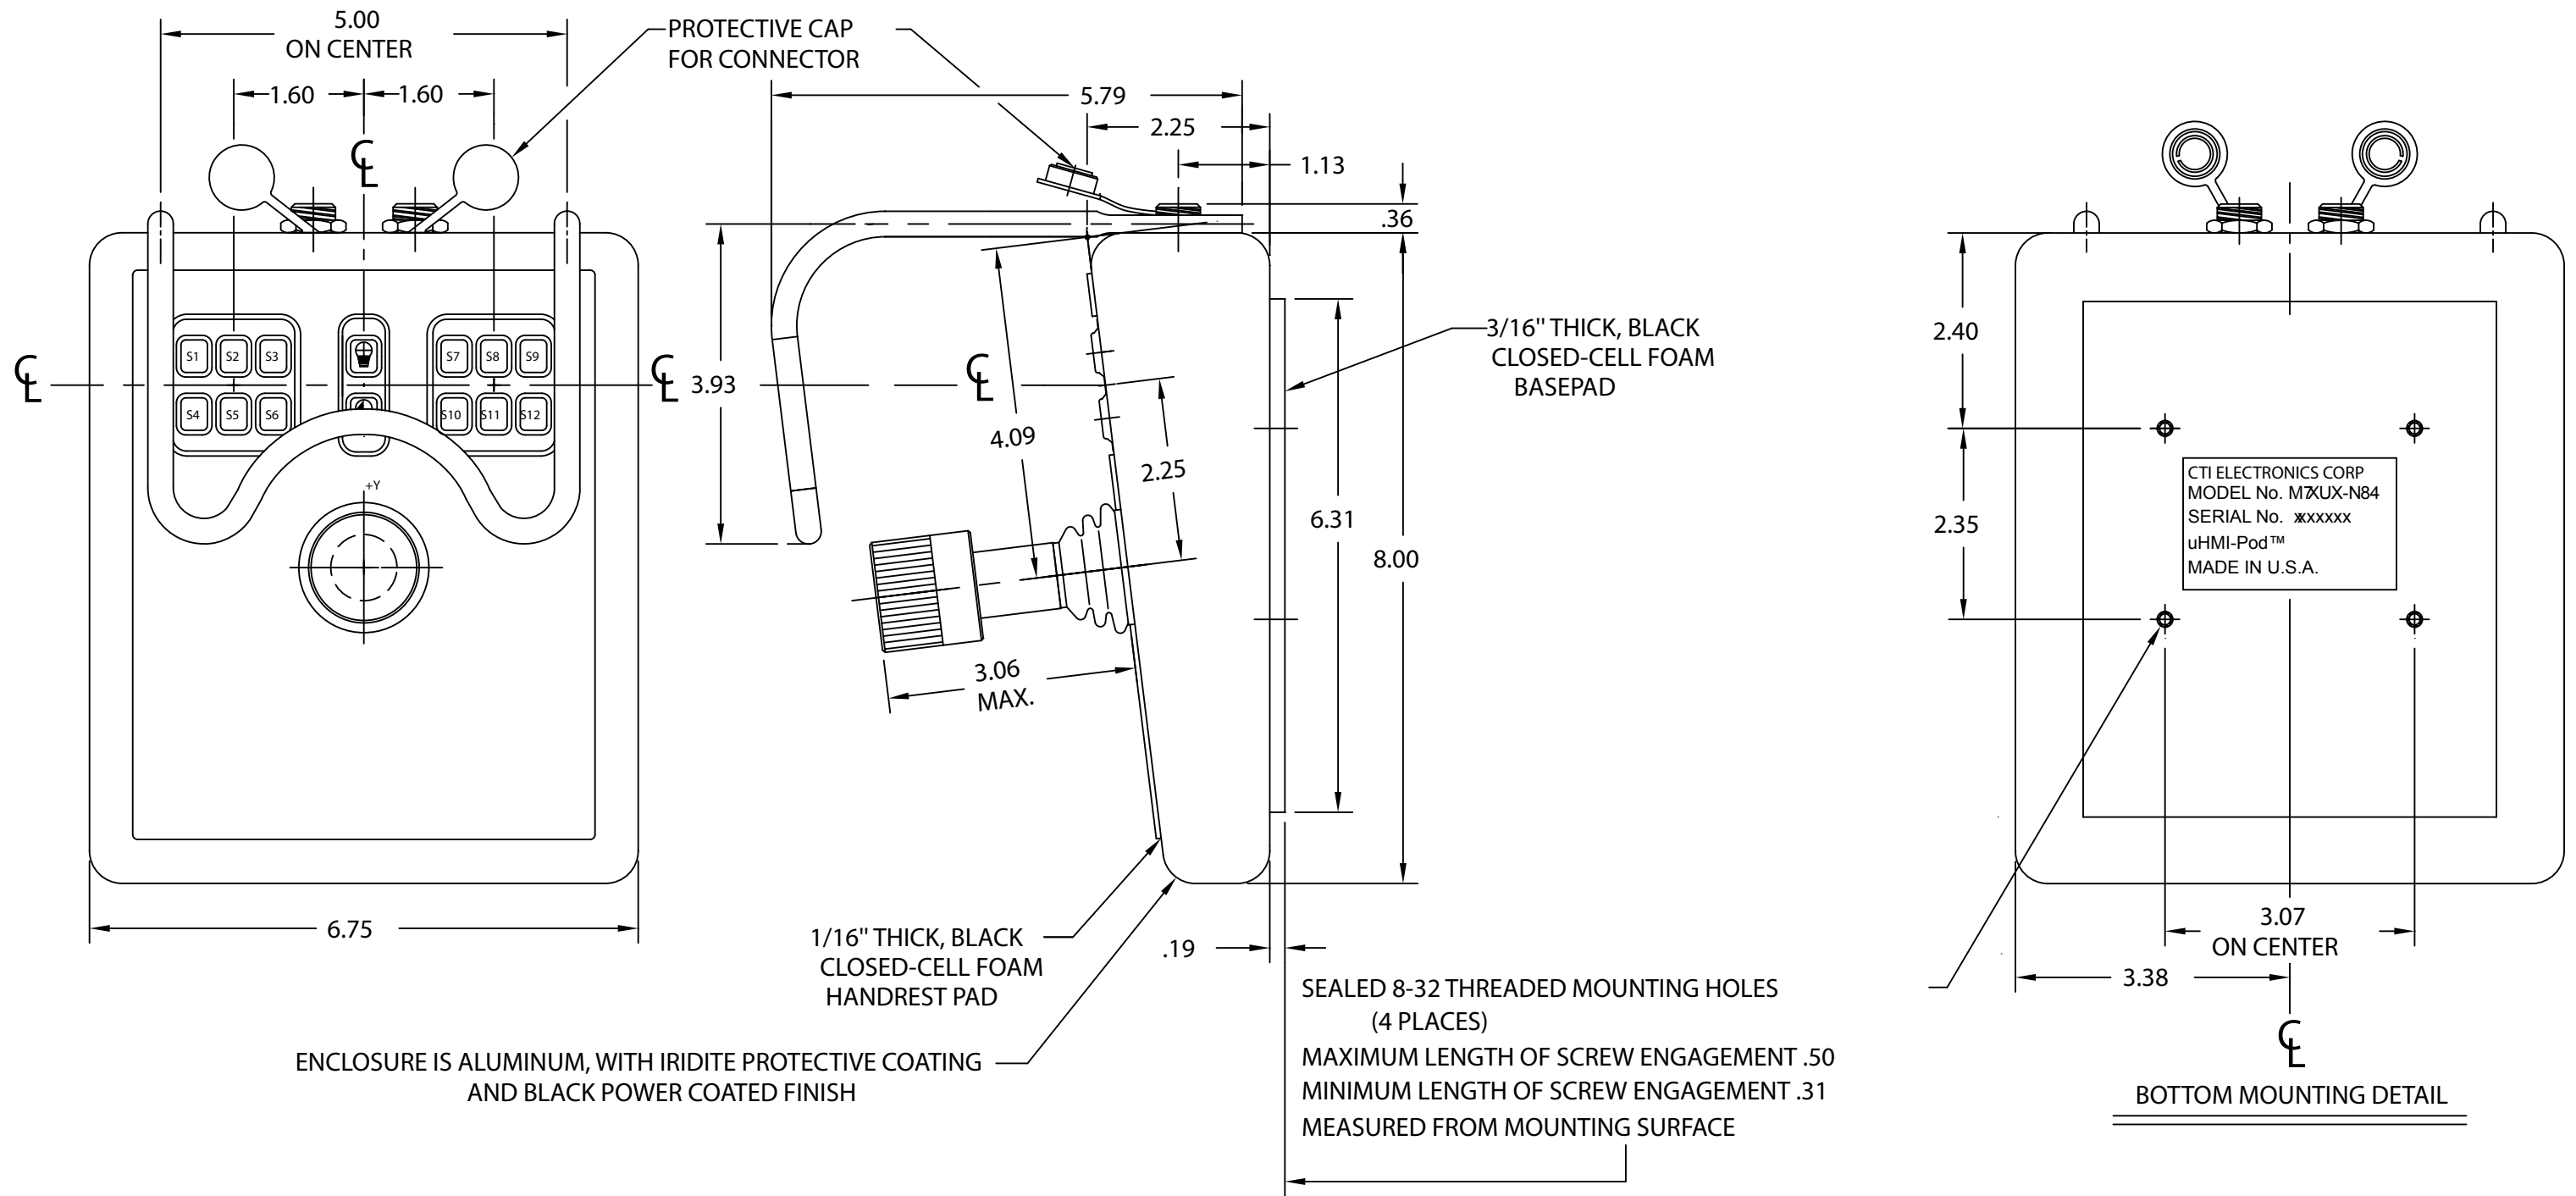 5.00
ON CENTER
1.60
1.60
PROTECTIVE CAP
FOR CONNECTOR
℄
℄
℄
S1 S2 S3
S4 S5 S6
S7 S8 S9
S10 S11 S12
+Y
6.75
5.79
2.25
1.13
.36
3.93
℄
4.09
2.25
3.06
MAX.
6.31
8.00
.19
3/16" THICK, BLACK
CLOSED-CELL FOAM
BASEPAD
1/16" THICK, BLACK
CLOSED-CELL FOAM
HANDREST PAD
ENCLOSURE IS ALUMINUM, WITH IRIDITE PROTECTIVE COATING
AND BLACK POWER COATED FINISH
SEALED 8-32 THREADED MOUNTING HOLES
(4 PLACES)
MAXIMUM LENGTH OF SCREW ENGAGEMENT .50
MINIMUM LENGTH OF SCREW ENGAGEMENT .31
MEASURED FROM MOUNTING SURFACE
2.40
2.35
CTI ELECTRONICS CORP
MODEL No. M7XUX-N84
SERIAL No. xxxxxxx
uHMI-Pod™
MADE IN U.S.A.
3.07
ON CENTER
3.38
℄
BOTTOM MOUNTING DETAIL